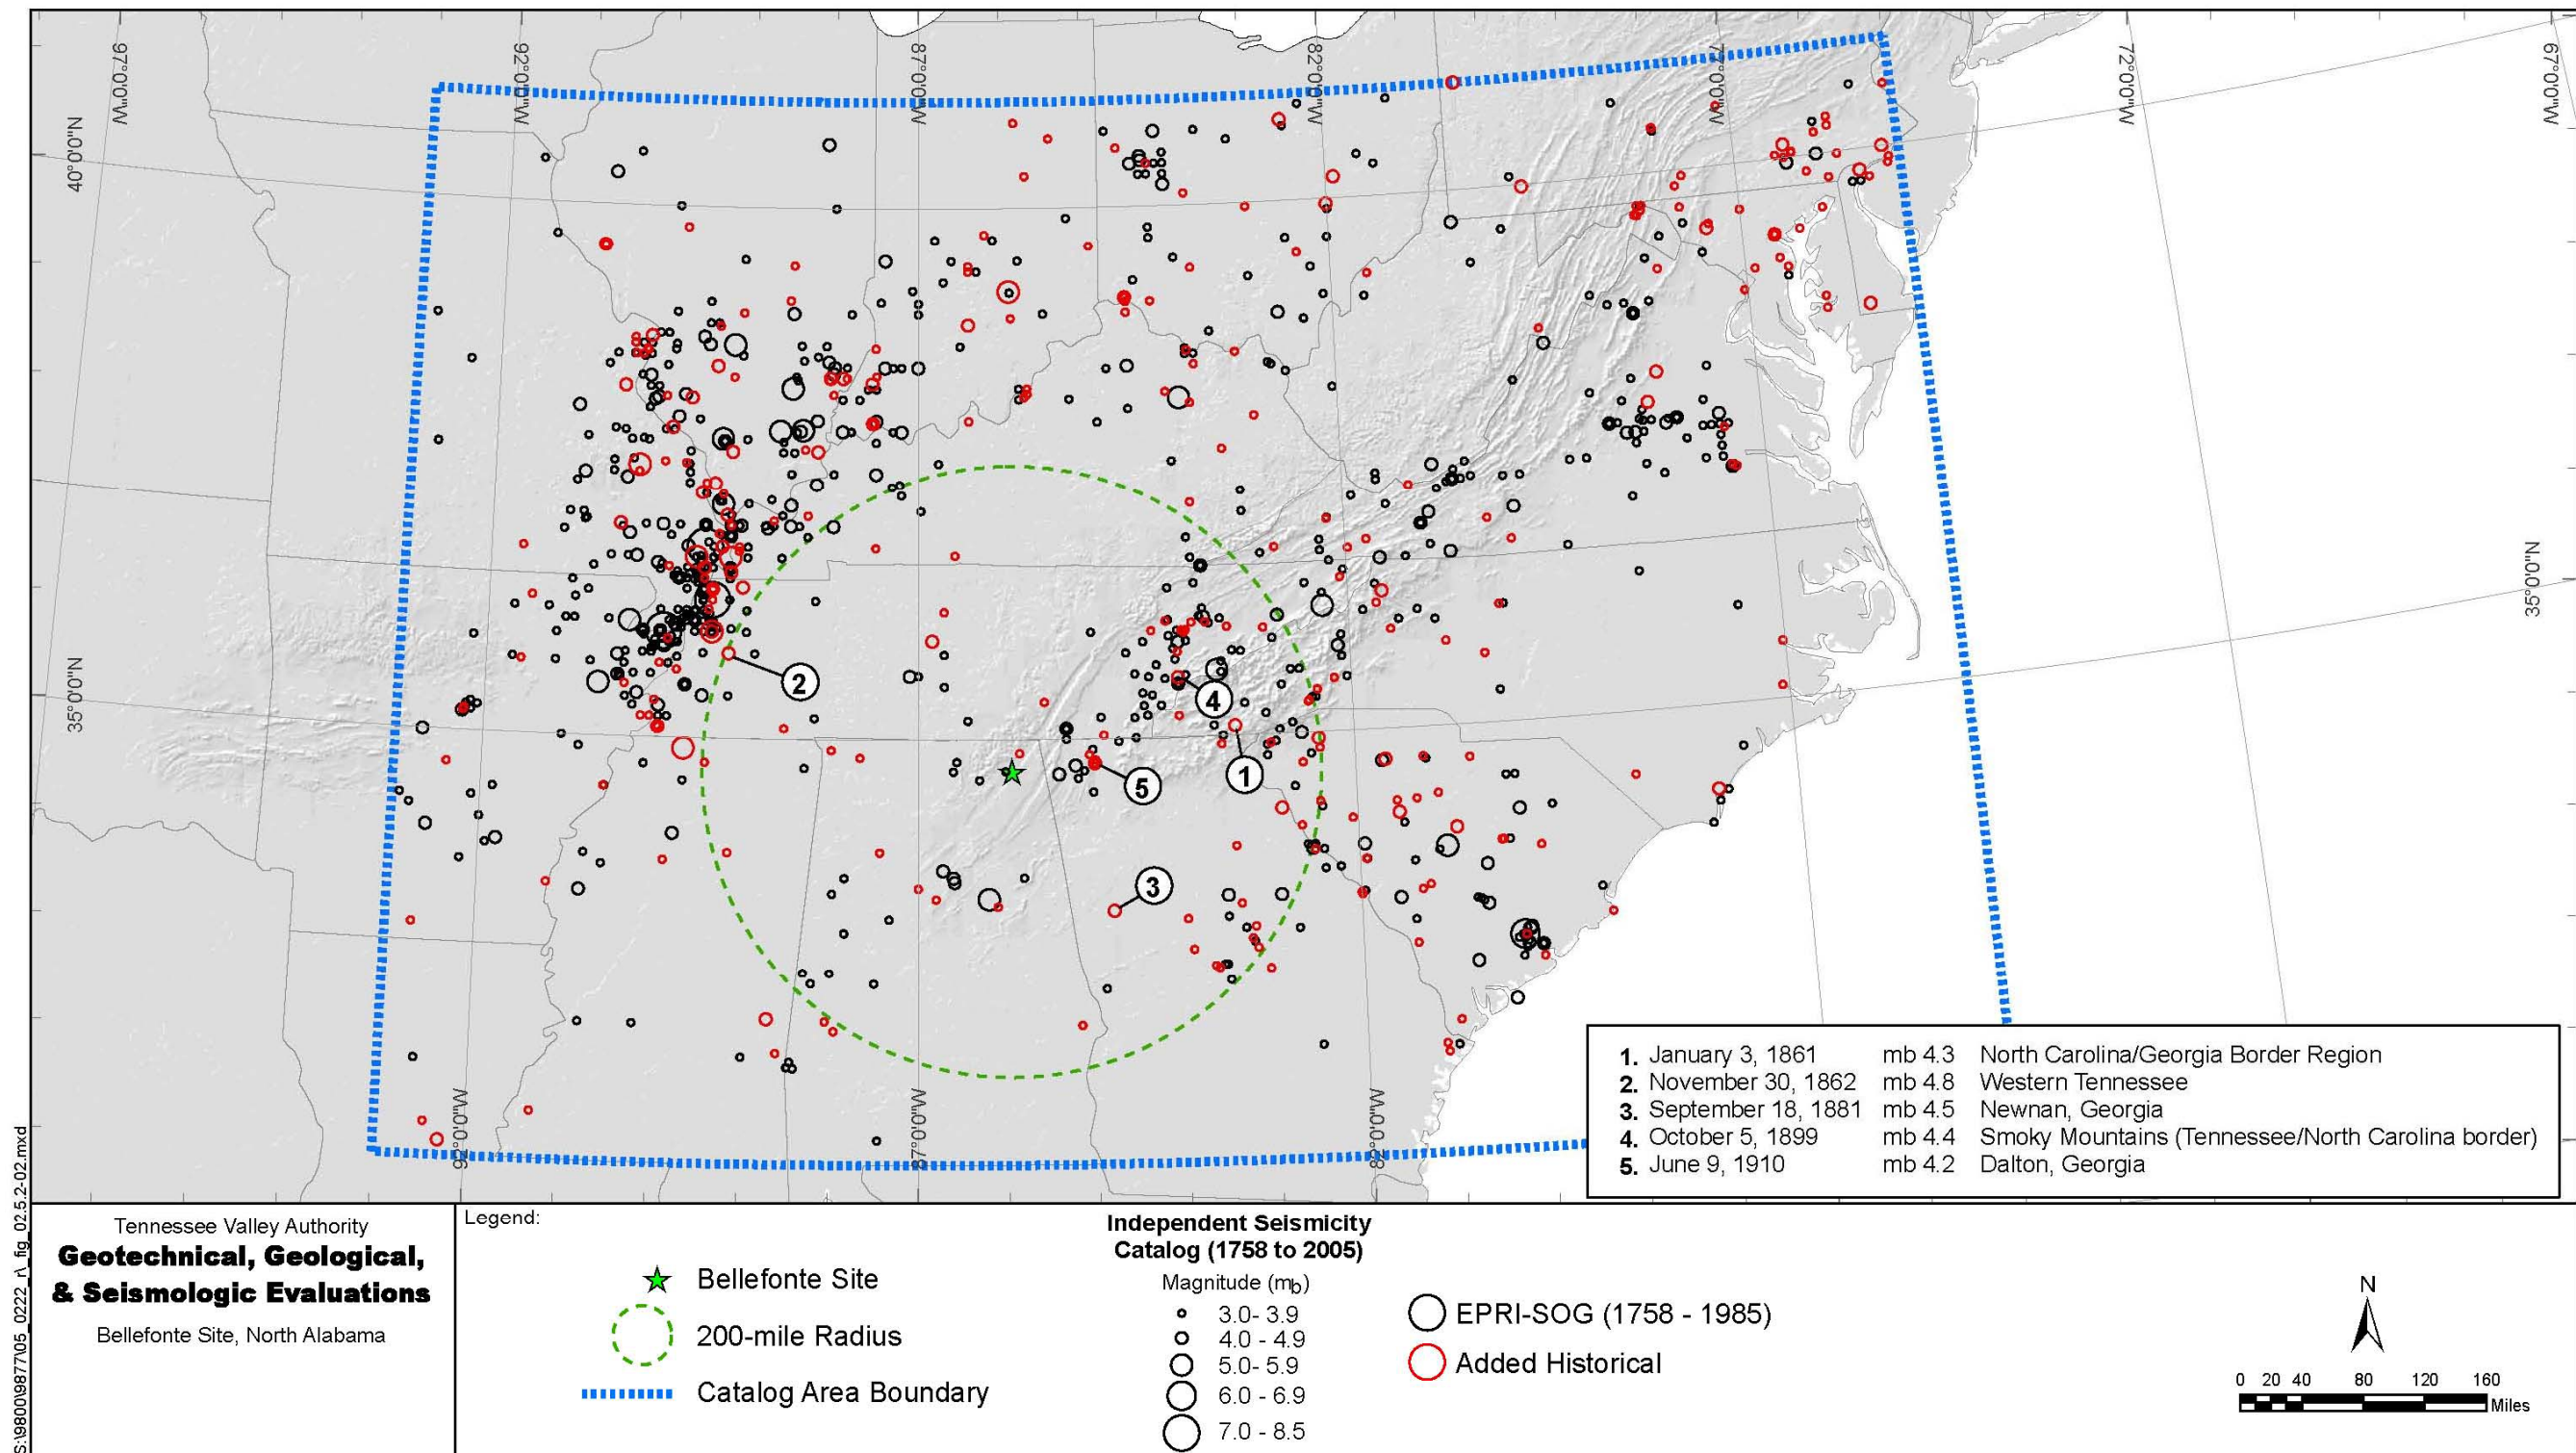 97°0'0"W
92°0'0"W
87°0'0"W
82°0'0"W
77°0'0"W
72°0'0"W
67°0'0"W
40°0'0"N
35°0'0"N
35°0'0"N
2
4
1
5
3
92°0'0"W
87°0'0"W
82°0'0"W
1. January 3, 1861 mb 4.3 North Carolina/Georgia Border Region
2. November 30, 1862 mb 4.8 Western Tennessee
3. September 18, 1881 mb 4.5 Newnan, Georgia
4. October 5, 1899 mb 4.4 Smoky Mountains (Tennessee/North Carolina border)
5. June 9, 1910 mb 4.2 Dalton, Georgia
S:\9800\9877\05_0222_r\_fig_02.5.2-02.mxd
Tennessee Valley Authority
Geotechnical, Geological,
& Seismologic Evaluations
Bellefonte Site, North Alabama
Legend:
Bellefonte Site
200-mile Radius
Catalog Area Boundary
Independent Seismicity
Catalog (1758 to 2005)
Magnitude (mb)
3.0- 3.9
4.0 - 4.9
5.0- 5.9
6.0 - 6.9
7.0 - 8.5
EPRI-SOG (1758 - 1985)
Added Historical
N
0 20 40 80 120 160
Miles